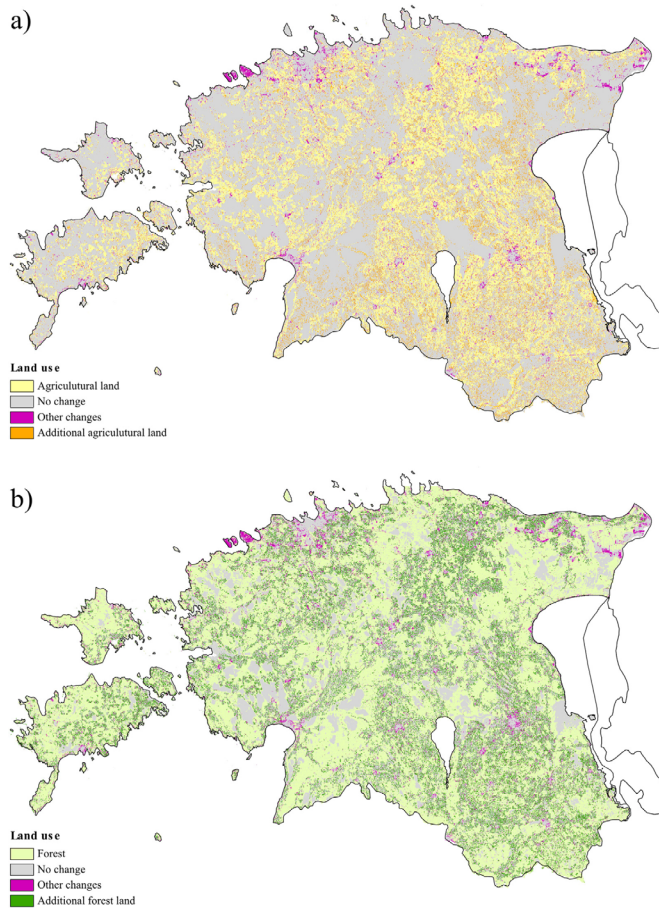 a)
Land use
Agriculutural land
No change
Other changes
Additional agriculutural land
b)
Land use
Forest
No change
Other changes
Additional forest land